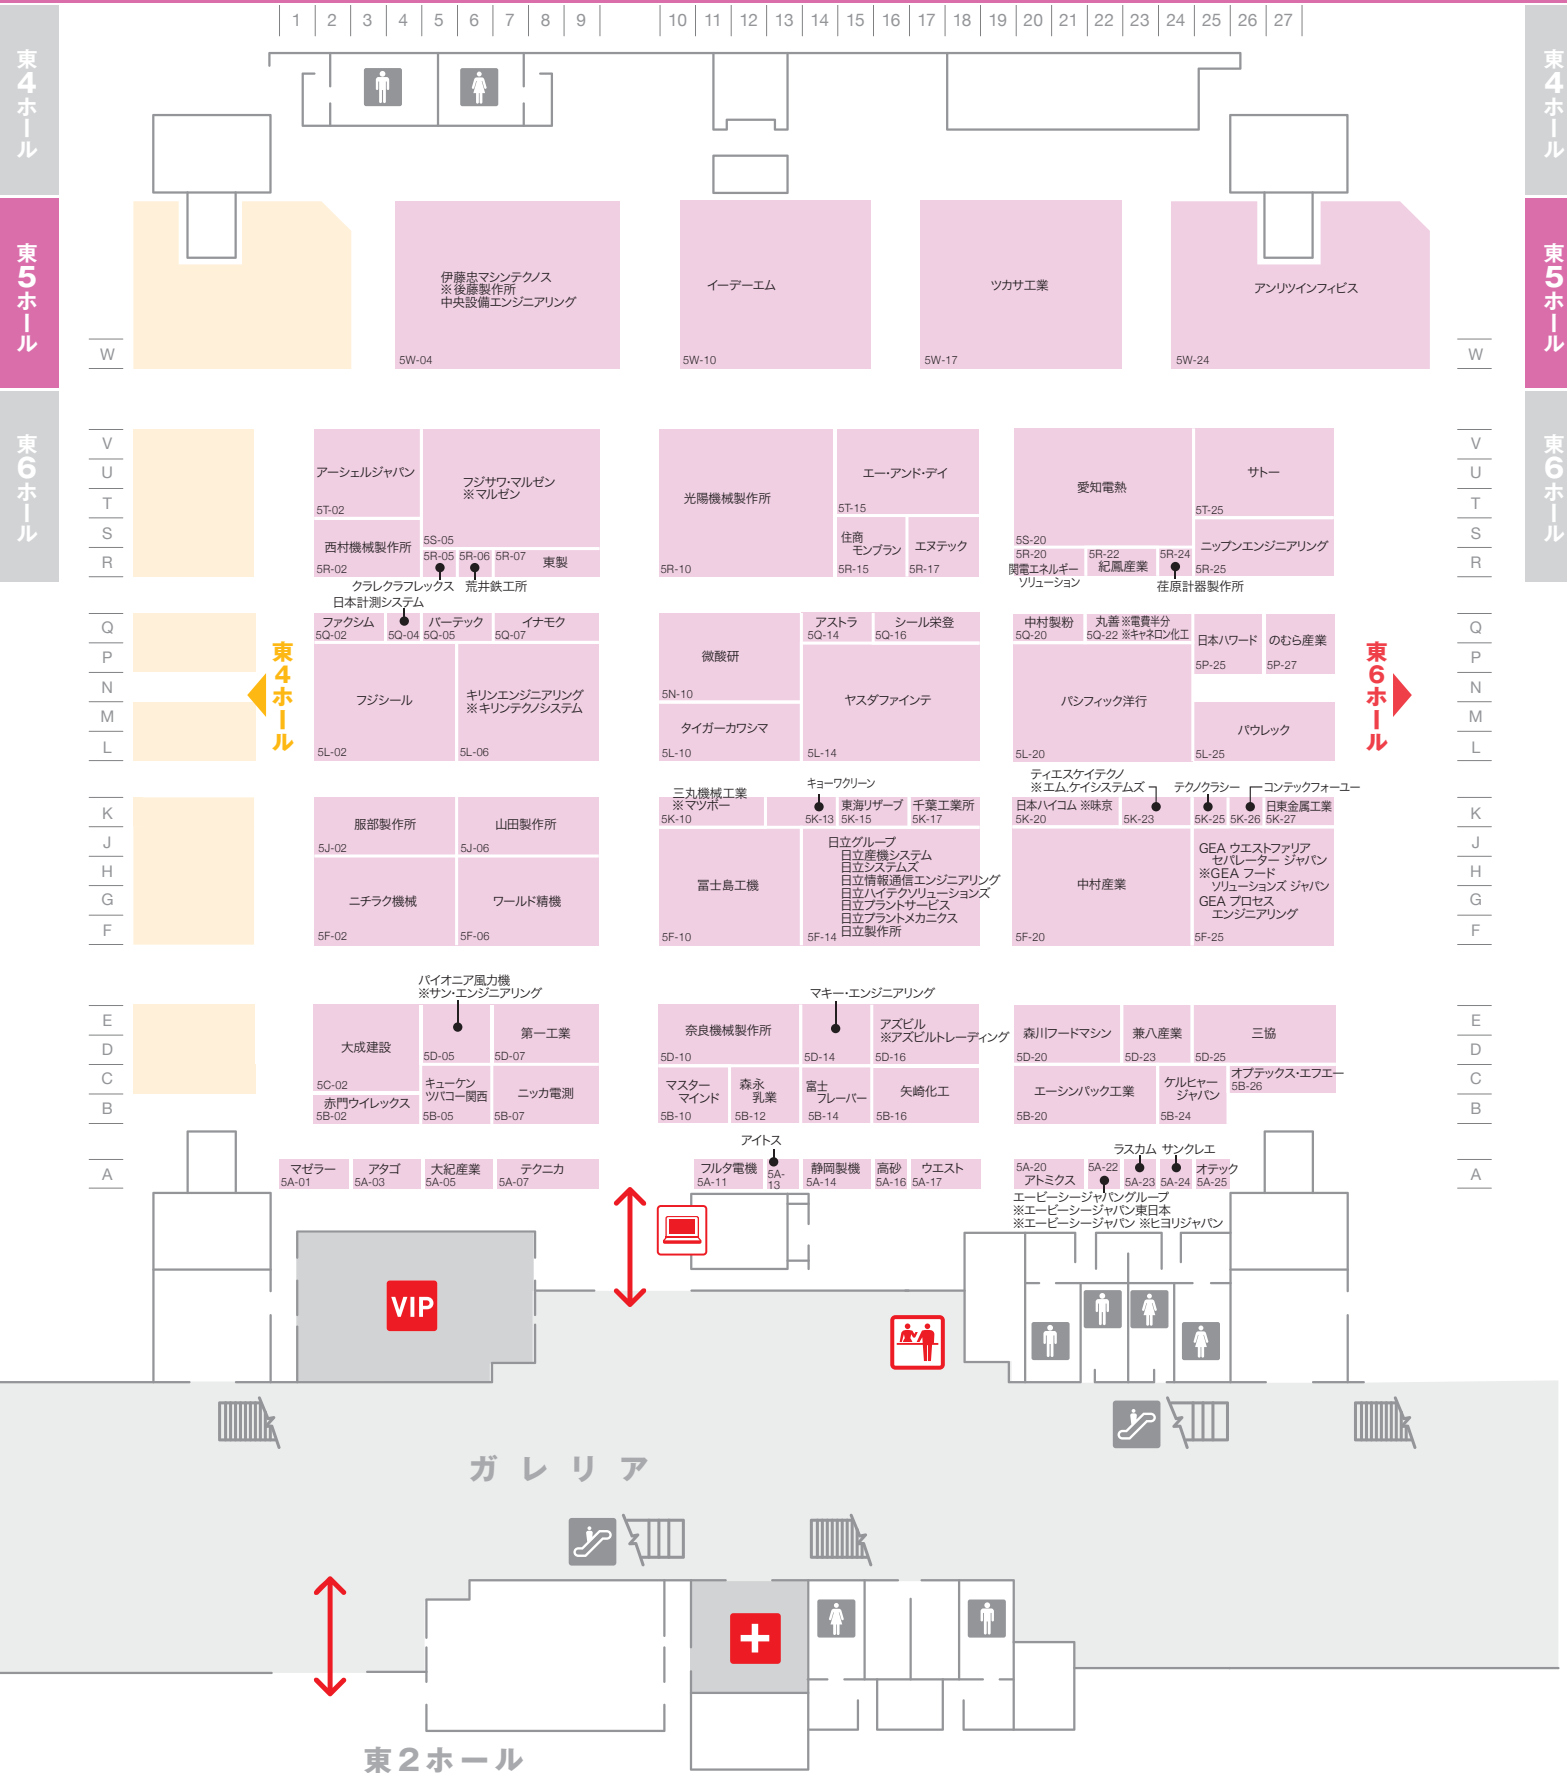 1 2 3 4 5 6 7 8 9 10 11 12 13 14 15 16 17 18 19 20 21 22 23 24 25 26 27
東4ホール
東4ホール
東5ホール
東5ホール
東6ホール
東6ホール
伊藤忠マシンテクノス
※後藤製作所
中央設備エンジニアリング
5W-04
イーデーエム
5W-10
ツカサ工業
5W-17
アンリツインフィビス
5W-24
W
W
V
U
T
S
R
V
U
T
S
R
アーシェルジャパン
5T-02
フジサワ・マルゼン
※マルゼン
5S-05
西村機械製作所
5R-02
5R-05
クラレクラフレックス
5R-06
荒井鉄工所
5R-07
東製
光陽機械製作所
5R-10
エー・アンド・デイ
5T-15
住商
モンブラン
5R-15
エヌテック
5R-17
愛知電熱
5S-20
サトー
5T-25
5R-20
関電エネルギー
ソリューション
5R-22
紀鳳産業
5R-24
荏原計器製作所
ニップンエンジニアリング
5R-25
Q
P
N
M
L
Q
P
N
M
L
東4ホール
東6ホール
日本計測システム
ファクシム
5Q-02
5Q-04
バーテック
5Q-05
イナモク
5Q-07
フジシール
5L-02
キリンエンジニアリング
※キリンテクノシステム
5L-06
微酸研
5N-10
タイガーカワシマ
5L-10
アストラ
5Q-14
シール栄登
5Q-16
ヤスダファインテ
5L-14
中村製粉
5Q-20
丸善 ※電費半分
5Q-22 ※キャネロン化工
パシフィック洋行
5L-20
日本ハワード
5P-25
のむら産業
5P-27
パウレック
5L-25
K
J
H
G
F
K
J
H
G
F
服部製作所
5J-02
山田製作所
5J-06
ニチラク機械
5F-02
ワールド精機
5F-06
三丸機械工業
※マツボー
5K-10
キョーワクリーン
5K-13
東海リザーブ
5K-15
千葉工業所
5K-17
冨士島工機
5F-10
日立グループ
日立産機システム
日立システムズ
日立情報通信エンジニアリング
日立ハイテクソリューションズ
日立プラントサービス
日立プラントメカニクス
日立製作所
5F-14
ティエスケイテクノ
※エム.ケイシステムズ
5K-23
日本ハイコム ※味京
5K-20
テクノクラシー
5K-25
コンテックフォーユー
5K-26
日東金属工業
5K-27
中村産業
5F-20
GEA ウエストファリア
セパレーター ジャパン
※GEA フード
ソリューションズ ジャパン
GEA プロセス
エンジニアリング
5F-25
E
D
C
B
E
D
C
B
パイオニア風力機
※サン・エンジニアリング
5D-05
大成建設
5C-02
第一工業
5D-07
赤門ウイレックス
5B-02
キューケン
ツバコー関西
5B-05
ニッカ電測
5B-07
奈良機械製作所
5D-10
マキー・エンジニアリング
5D-14
アズビル
※アズビルトレーディング
5D-16
マスター
マインド
5B-10
森永
乳業
5B-12
富士
フレーバー
5B-14
矢崎化工
5B-16
森川フードマシン
5D-20
兼八産業
5D-23
三協
5D-25
エーシンパック工業
5B-20
ケルヒャー
ジャパン
5B-24
オプテックス・エフエー
5B-26
A
A
マゼラー
5A-01
アタゴ
5A-03
大紀産業
5A-05
テクニカ
5A-07
フルタ電機
5A-11
アイトス
5A-
13
静岡製機
5A-14
高砂
5A-16
ウエスト
5A-17
5A-20
アトミクス
5A-22
エービーシージャパングループ
※エービーシージャパン東日本
※エービーシージャパン ※ヒヨリジャパン
ラスカム
5A-23
サンクレエ
5A-24
オテック
5A-25
VIP
ガレリア
東2ホール